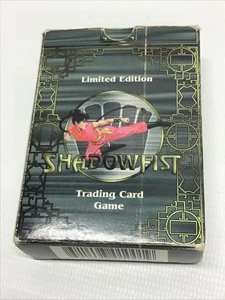 Limited Edition
SHADOWFIST
Trading Card
Game